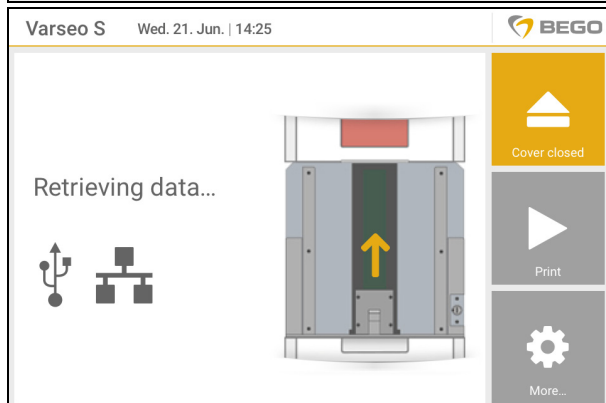 Varseo S Wed. 21. Jun. | 14:25 BEGO
Cover closed
Retrieving data...
Print
More...